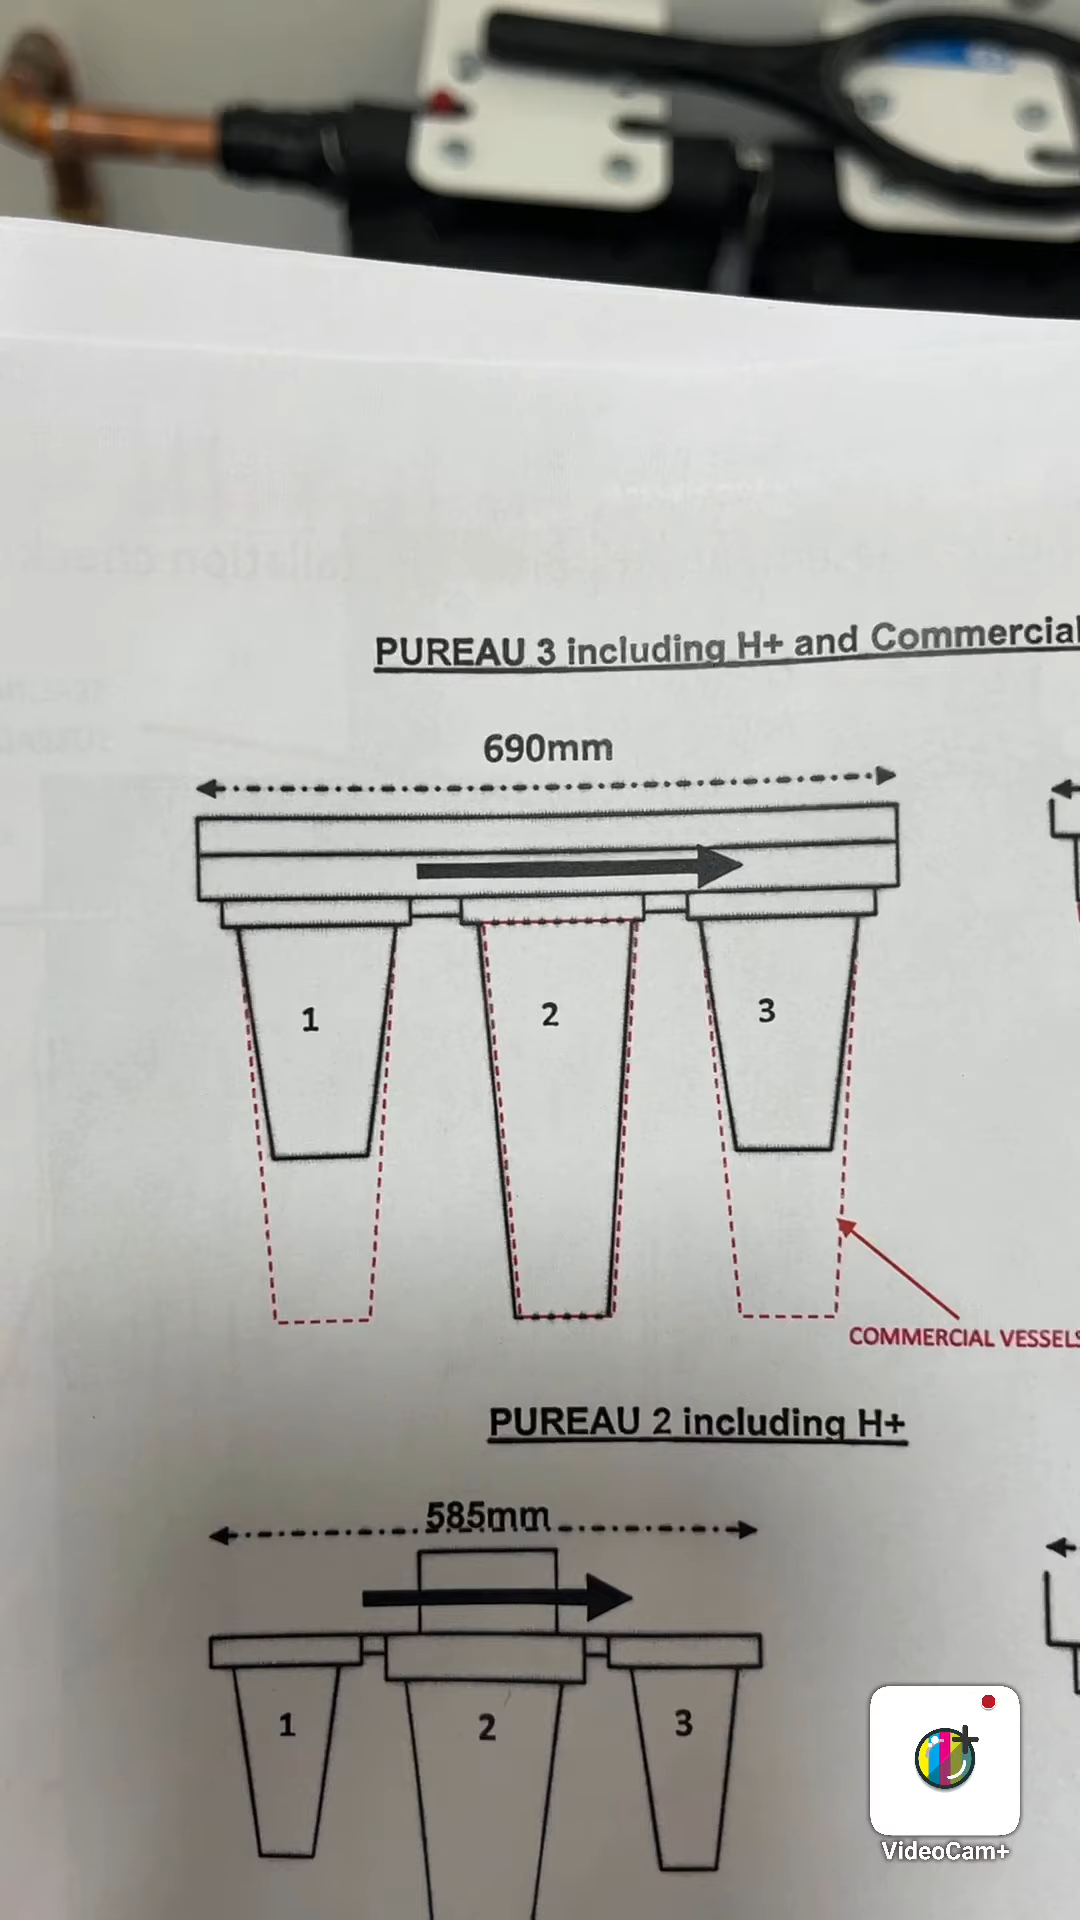 PUREAU 3 including H+ and Commercial
690mm
1
2
3
COMMERCIAL VESSELS
PUREAU 2 including H+
585mm
1
2
3
VideoCam+